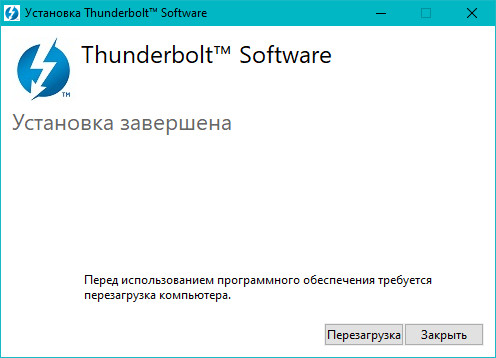 Установка Thunderbolt™ Software
Thunderbolt™ Software
TM
Установка завершена
Перед использованием программного обеспечения требуется
перезагрузка компьютера.
Перезагрузка Закрыть